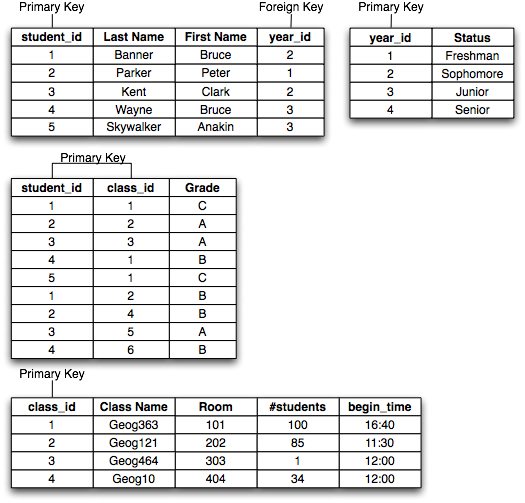 Primary Key Foreign Key Primary Key
student_id Last Name First Name year_id
1 Banner Bruce 2
2 Parker Peter 1
3 Kent Clark 2
4 Wayne Bruce 3
5 Skywalker Anakin 3
year_id Status
1 Freshman
2 Sophomore
3 Junior
4 Senior
Primary Key
student_id class_id Grade
1 1 C
2 2 A
3 3 A
4 1 B
5 1 C
1 2 B
2 4 B
3 5 A
4 6 B
Primary Key
class_id Class Name Room #students begin_time
1 Geog363 101 100 16:40
2 Geog121 202 85 11:30
3 Geog464 303 1 12:00
4 Geog10 404 34 12:00